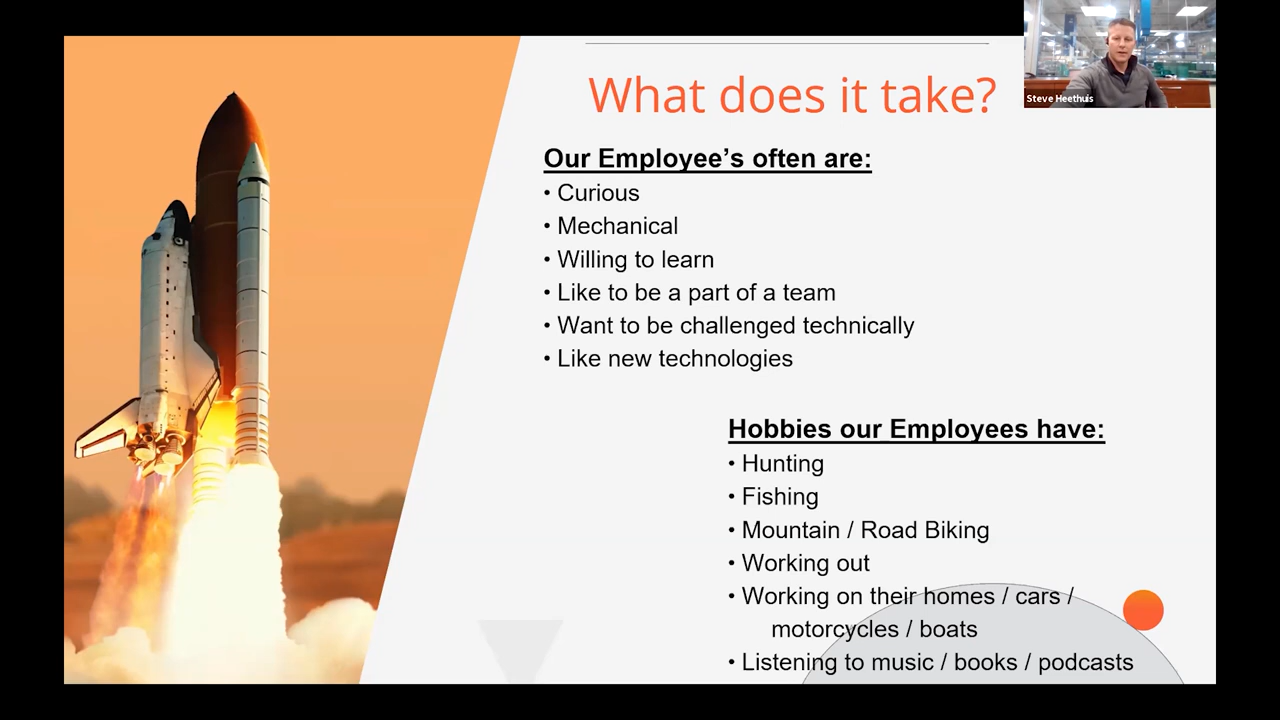 What does it take?
Steve Heethuis
Our Employee's often are:
• Curious
• Mechanical
• Willing to learn
• Like to be a part of a team
• Want to be challenged technically
• Like new technologies
Hobbies our Employees have:
• Hunting
• Fishing
• Mountain / Road Biking
• Working out
• Working on their homes / cars /
motorcycles / boats
• Listening to music / books / podcasts